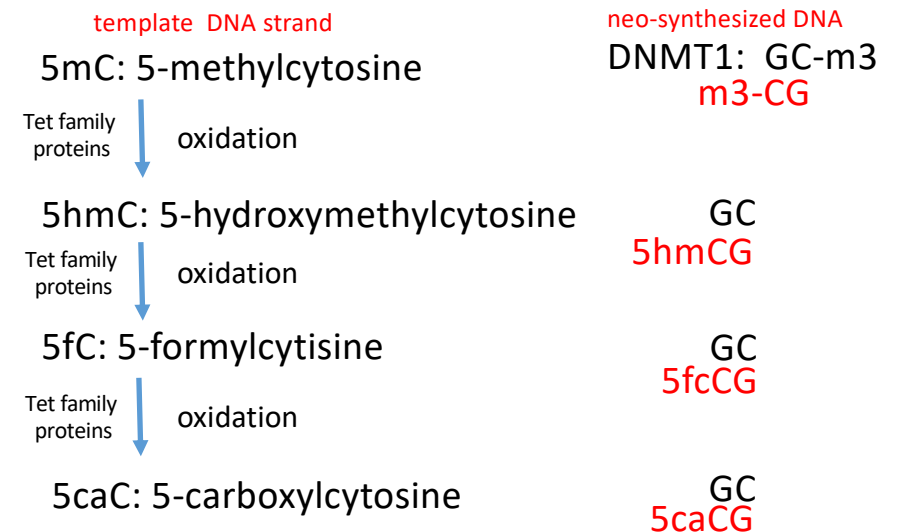 template DNA strand
neo-synthesized DNA
5mC: 5-methylcytosine
DNMT1: GC-m3
m3-CG
Tet family
proteins
oxidation
5hmC: 5-hydroxymethylcytosine
GC
5hmCG
Tet family
proteins
oxidation
5fC: 5-formylcytisine
GC
5fcCG
Tet family
proteins
oxidation
5caC: 5-carboxylcytosine
GC
5caCG